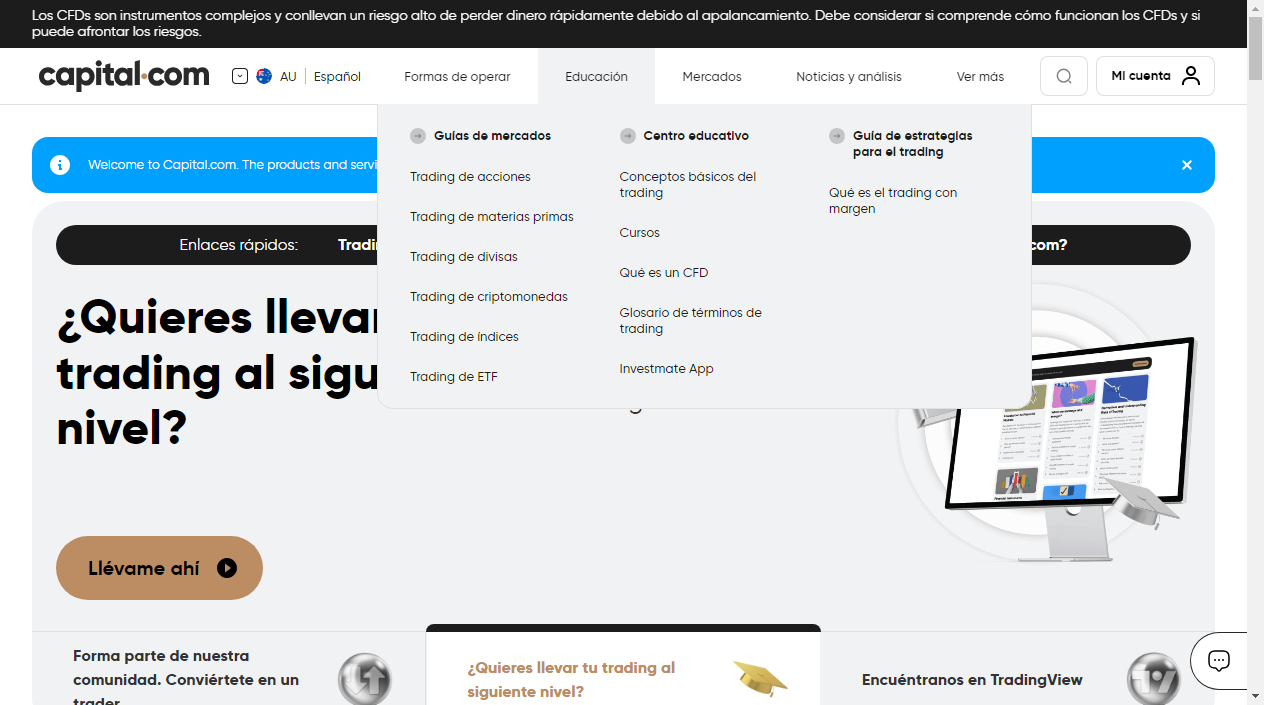 Los CFDs son instrumentos complejos y conllevan un riesgo alto de perder dinero rápidamente debido al apalancamiento. Debe considerar si comprende cómo funcionan los CFDs y si
puede afrontar los riesgos.
capital.com
AU
Español
Formas de operar
Educación
Mercados
Noticias y análisis
Ver más
Mi cuenta
Guías de mercados
Trading de acciones
Trading de materias primas
Trading de divisas
Trading de criptomonedas
Trading de índices
Trading de ETF
Centro educativo
Conceptos básicos del
trading
Cursos
Qué es un CFD
Glosario de términos de
trading
Investmate App
Guía de estrategias
para el trading
Qué es el trading con
margen
Welcome to Capital.com. The products and servi
Enlaces rápidos:
Tradi
com?
¿Quieres llevar
trading al sigu
nivel?
Llévame ahí
Forma parte de nuestra
comunidad. Conviértete en un
trader
¿Quieres llevar tu trading al
siguiente nivel?
Encuéntranos en TradingView